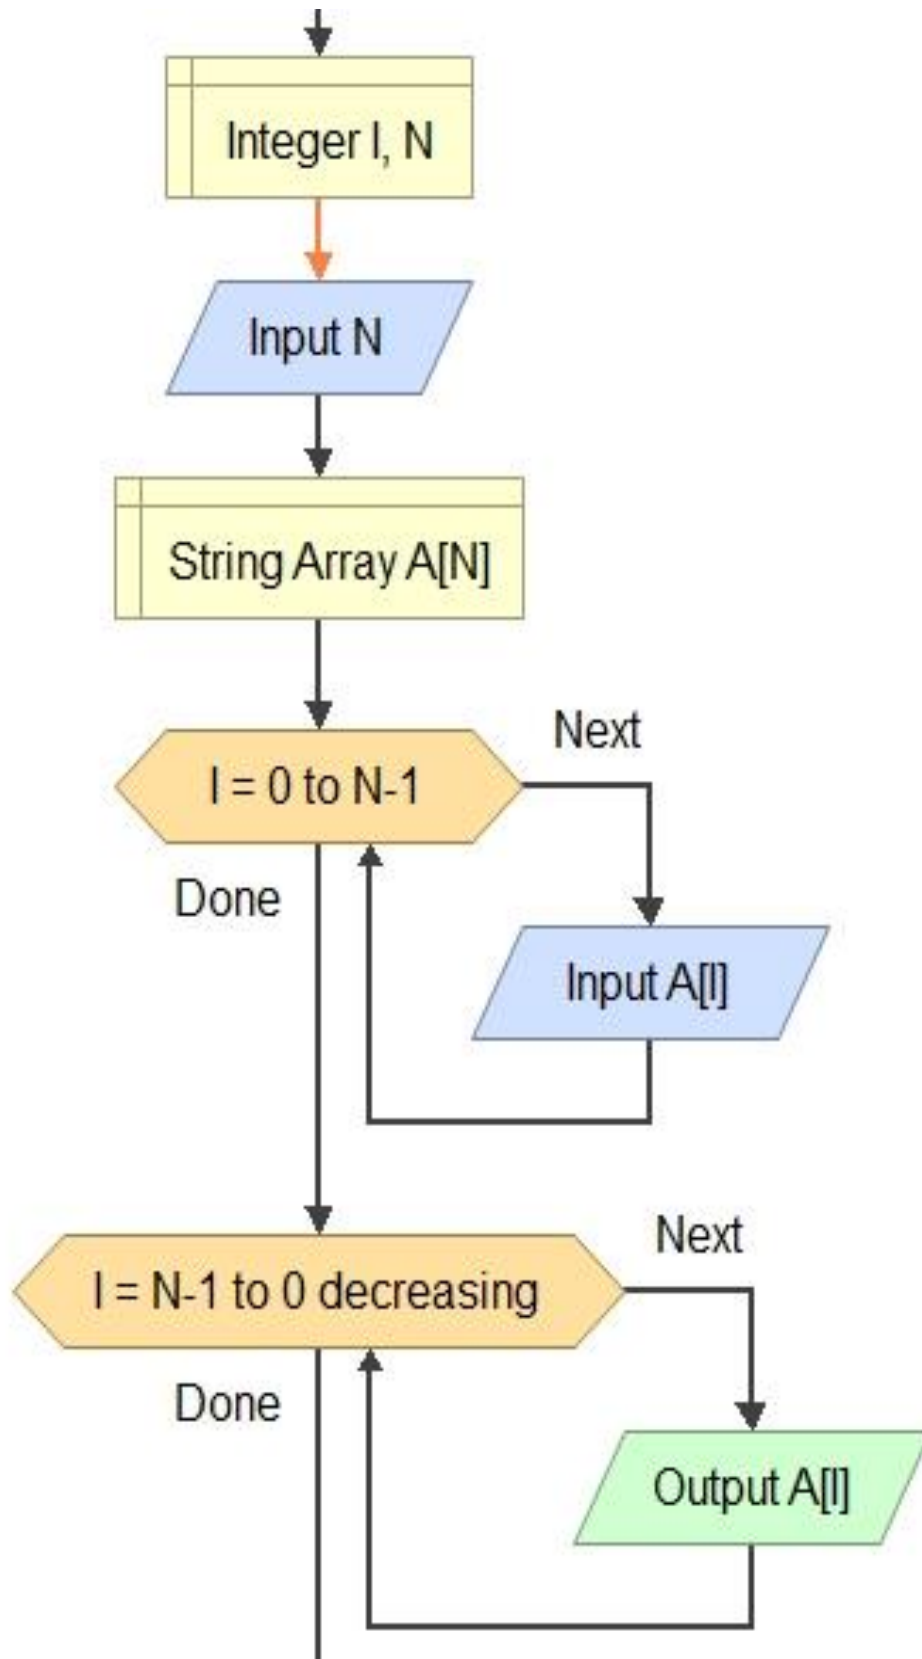 Integer I, N
Input N
String Array A[N]
I = 0 to N-1
Next
Done
Input A[I]
I = N-1 to 0 decreasing
Next
Done
Output A[I]